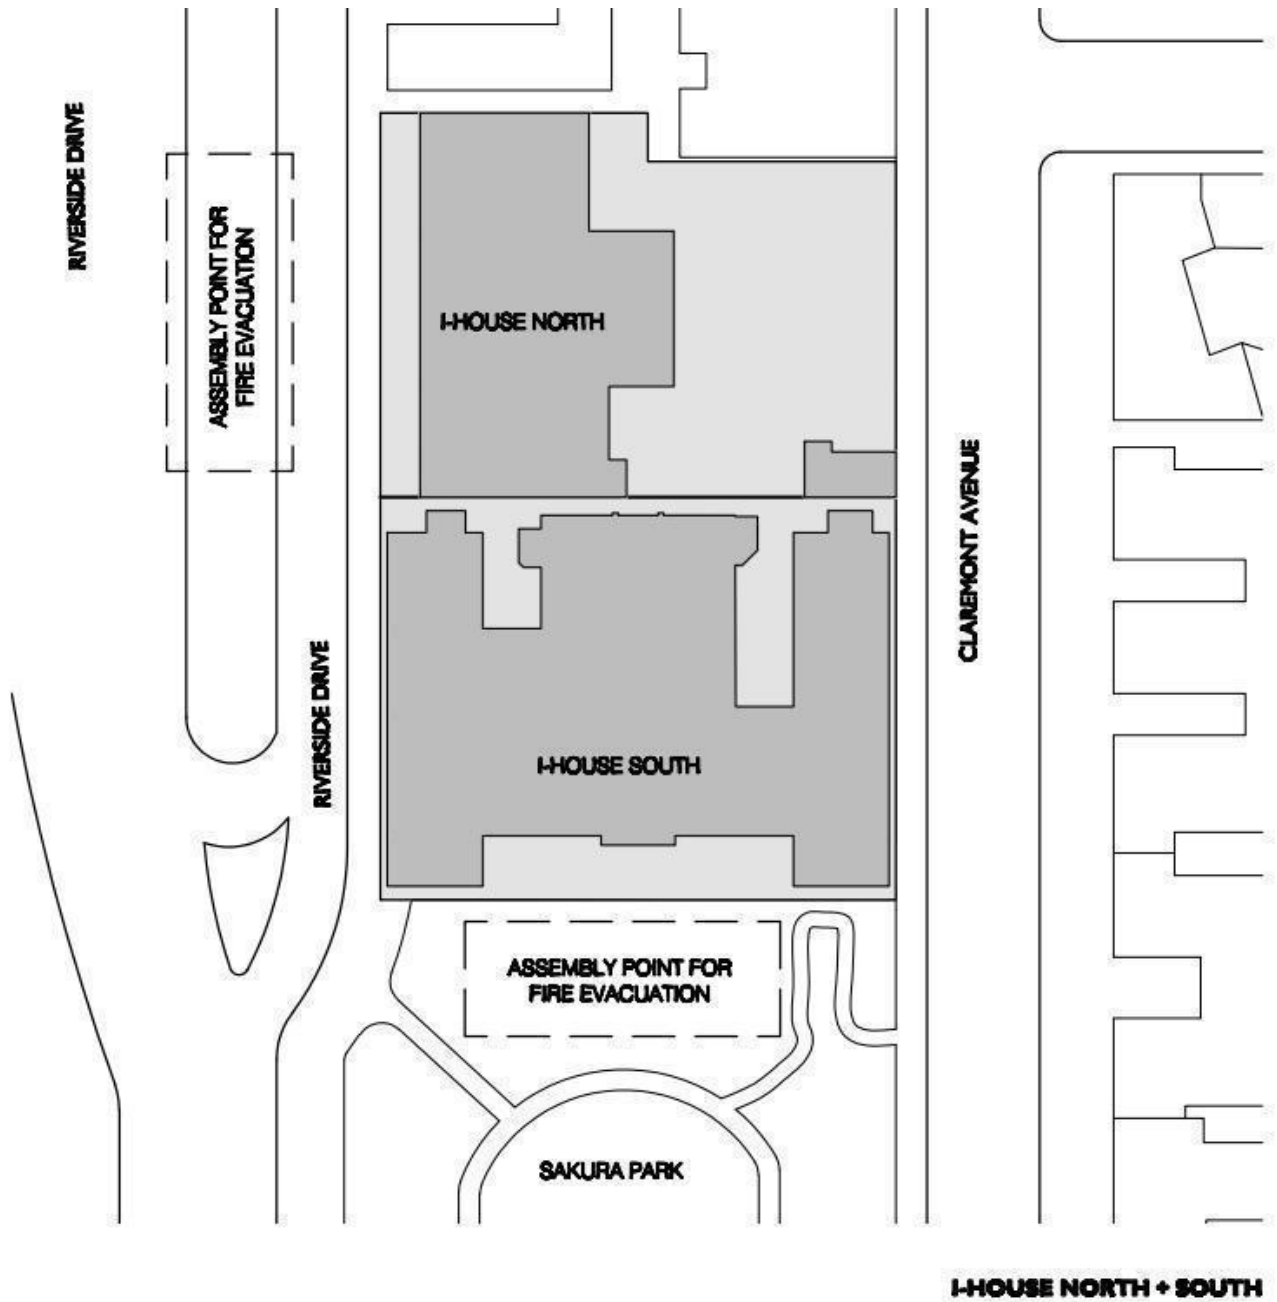 RIVERSIDE DRIVE
ASSEMBLY POINT FOR
FIRE EVACUATION
I-HOUSE NORTH
CLAREMONT AVENUE
RIVERSIDE DRIVE
I-HOUSE SOUTH
ASSEMBLY POINT FOR
FIRE EVACUATION
SAKURA PARK
I-HOUSE NORTH + SOUTH